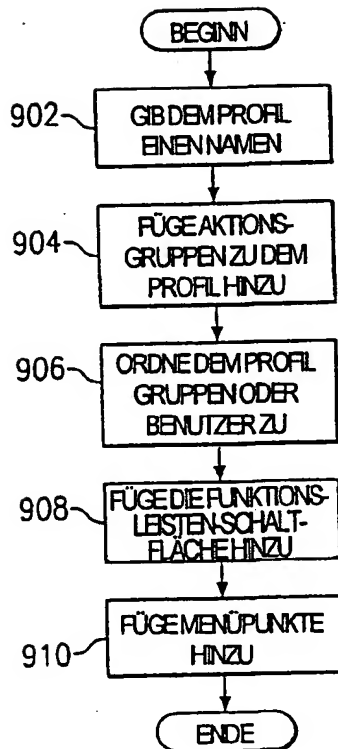 BEGINN
902
GIB DEM PROFIL
EINEN NAMEN
904
FÜGE AKTIONS-
GRUPPEN ZU DEM
PROFIL HINZU
906
ORDNE DEM PROFIL
GRUPPEN ODER
BENUTZER ZU
908
FÜGE DIE FUNKTIONS-
LEISTEN-SCHALT-
FLÄCHE HINZU
910
FÜGE MENÜPUNKTE
HINZU
ENDE